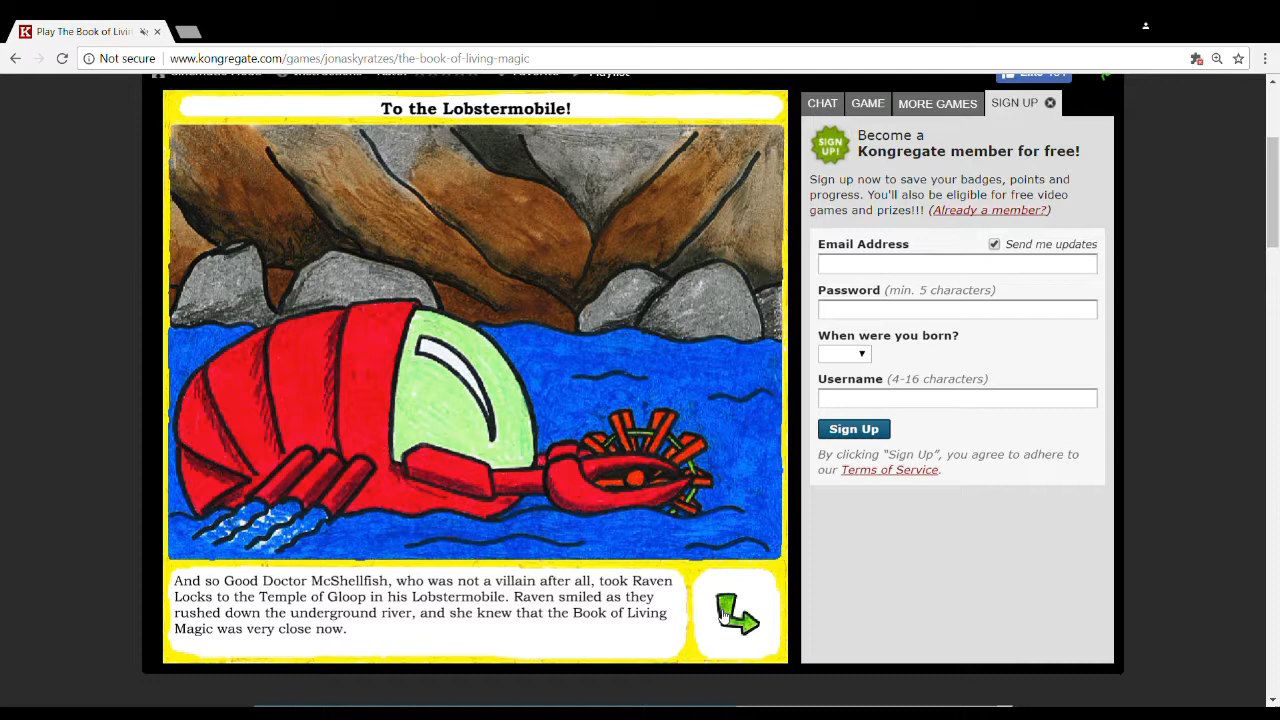 Play The Book of Livin
Not secure
www.kongregate.com/games/jonaskyratzes/the-book-of-living-magic
Playlist
To the Lobstermobile!
CHAT
GAME
MORE GAMES
SIGN UP
SIGN UP!
Become a
Kongregate member for free!
Sign up now to save your badges, points and
progress. You'll also be eligible for free video
games and prizes!!! (Already a member?)
Email Address
Send me updates
Password (min. 5 characters)
When were you born?
Username (4-16 characters)
Sign Up
By clicking "Sign Up", you agree to adhere to
our Terms of Service.
And so Good Doctor McShellfish, who was not a villain after all, took Raven
Locks to the Temple of Gloop in his Lobstermobile. Raven smiled as they
rushed down the underground river, and she knew that the Book of Living
Magic was very close now.